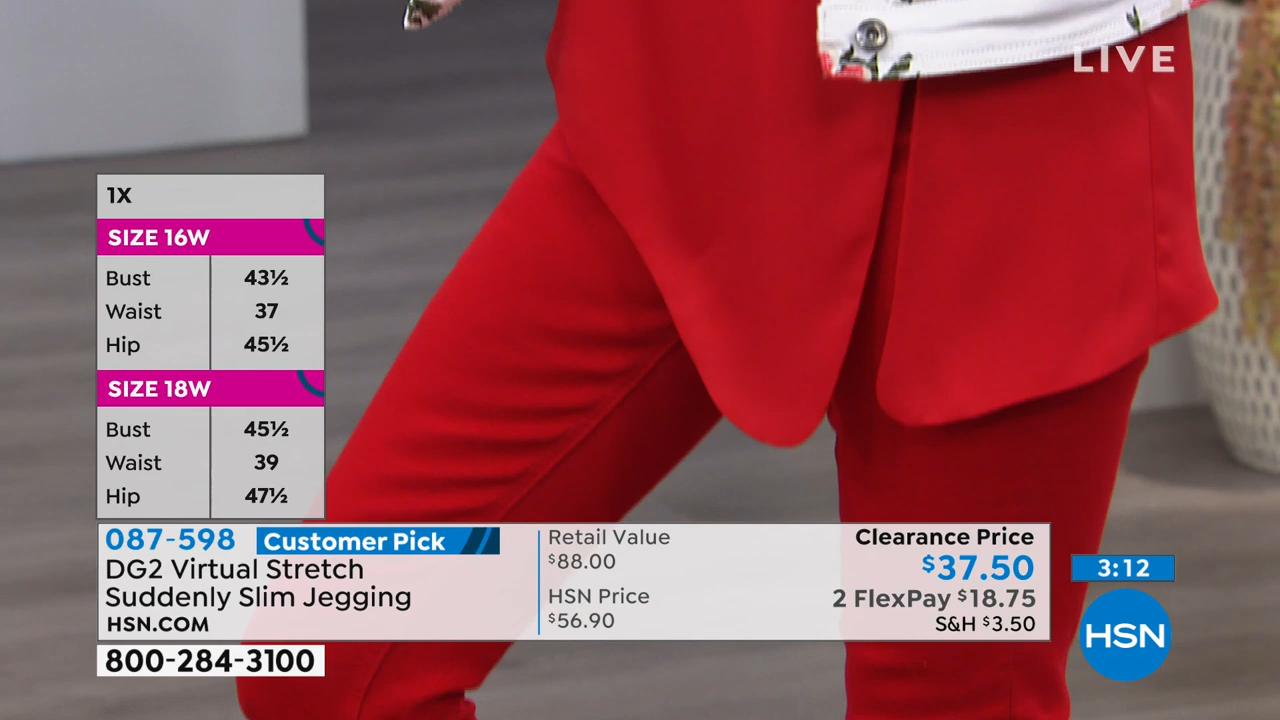 LIVE
1X
SIZE 16W
Bust 43½
Waist 37
Hip 45½
SIZE 18W
Bust 45½
Waist 39
Hip 47½
087-598 Customer Pick
DG2 Virtual Stretch
Suddenly Slim Jegging
HSN.COM
Retail Value
$88.00
HSN Price
$56.90
Clearance Price
$37.50
2 FlexPay $18.75
S&H $3.50
3:12
HSN
800-284-3100